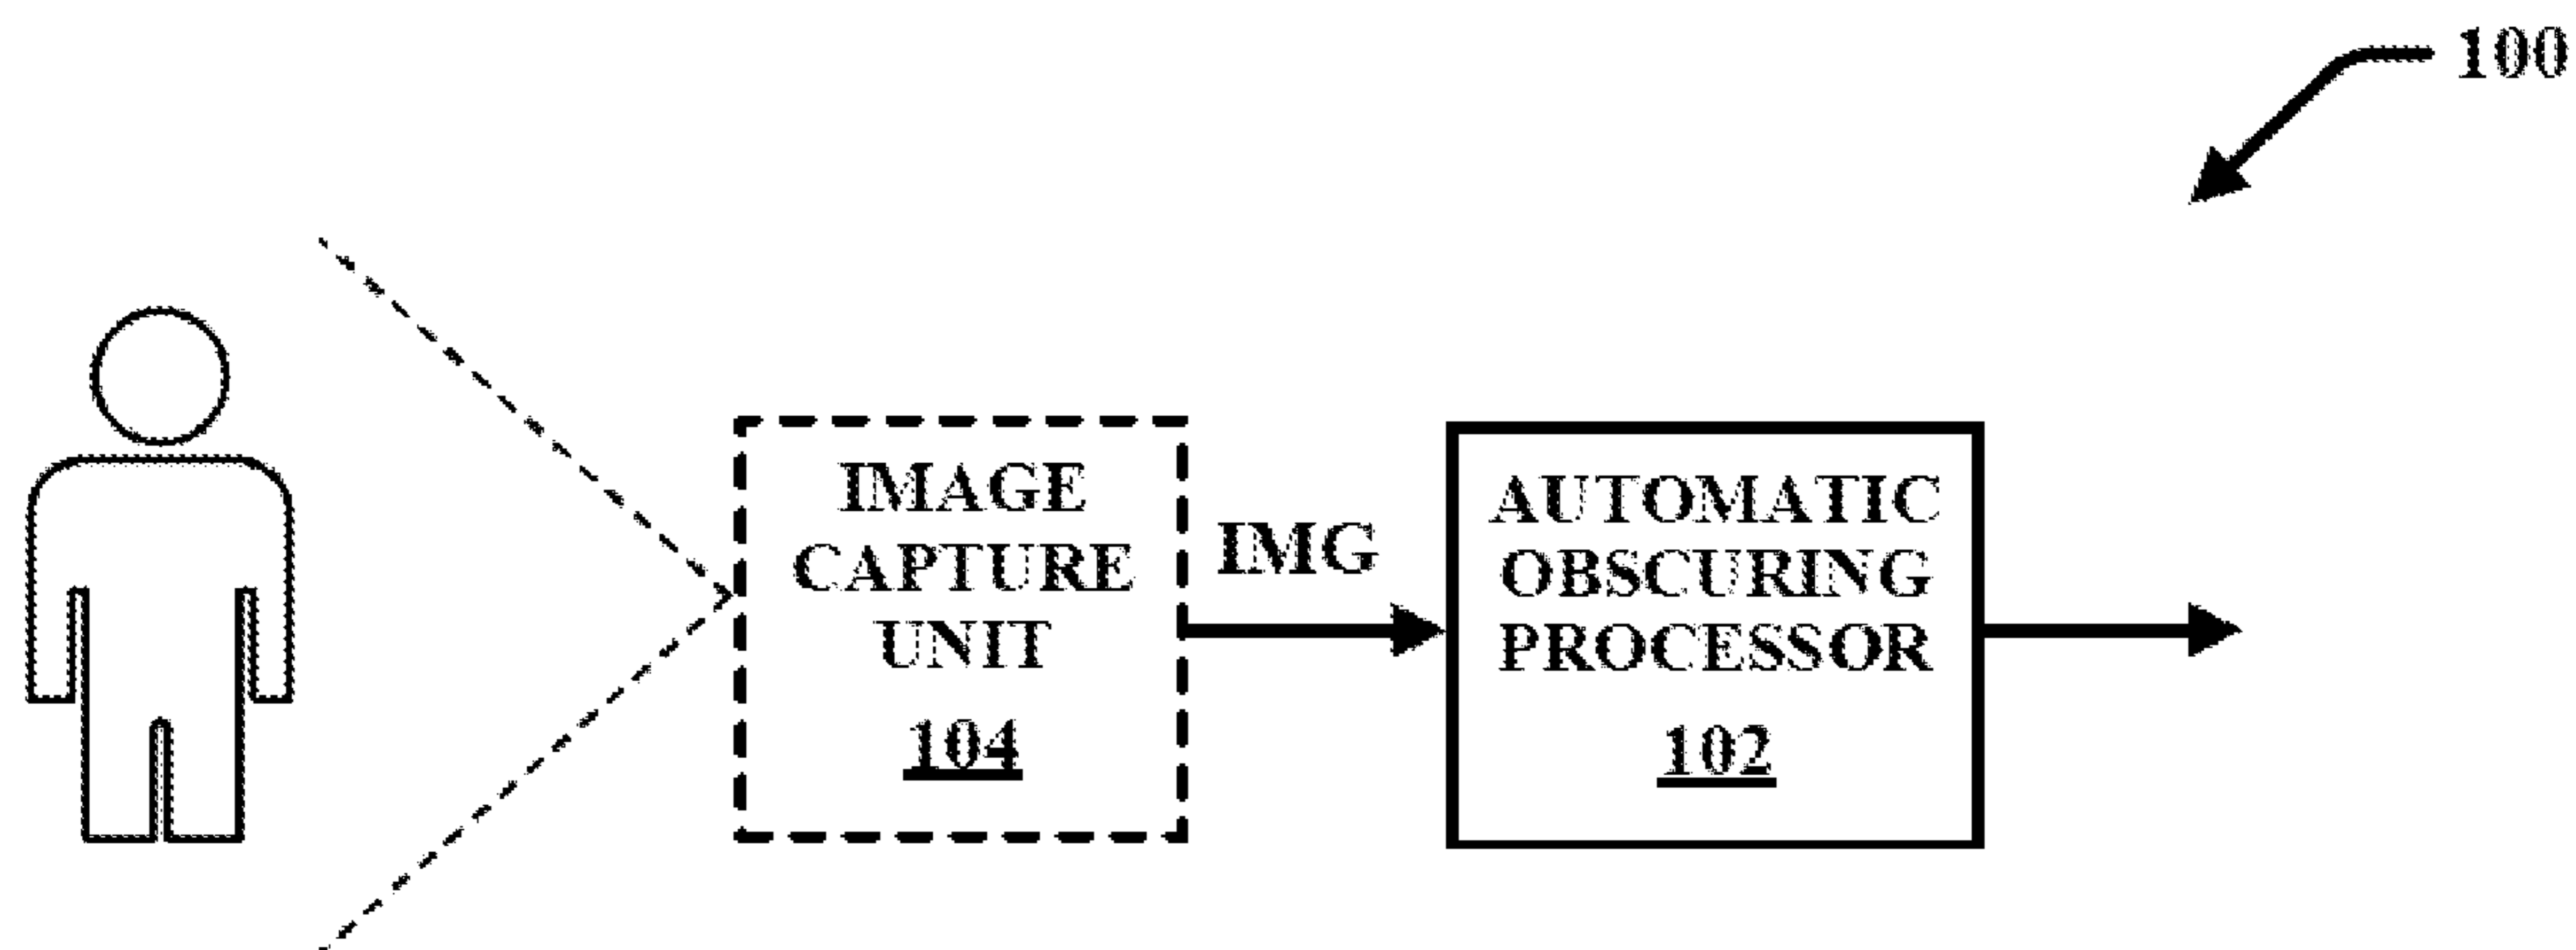 100
IMAGE
CAPTURE
UNIT
104
IMG
AUTOMATIC
OBSCURING
PROCESSOR
102